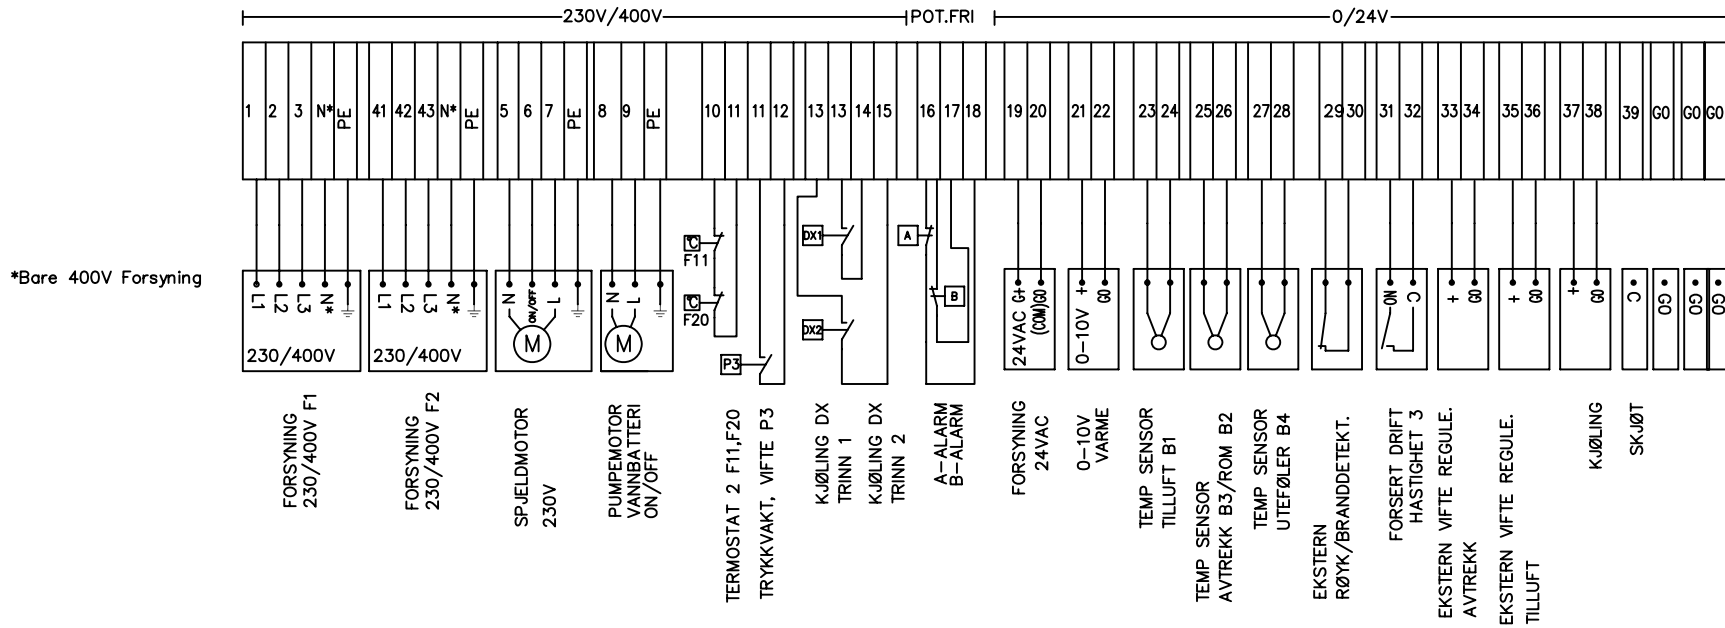 230V/400V POT.FRI 0/24V
1 2 3 N* PE 41 42 43 N* PE 5 6 7 PE 8 9 PE 10 11 11 12 13 13 14 15 16 17 18 19 20 21 22 23 24 25 26 27 28 29 30 31 32 33 34 35 36 37 38 39 G0 G0 G0
*Bare 400V Forsyning
L1 L2 L3 N*
230/400V
L1 L2 L3 N*
230/400V
N ON/OFF L
M
N L
M
°C
F11
°C
F20
P3
DX1
DX2
A
B
24VAC G+
(COM)G0
0-10V +
G0
NO C
+ G0
+ G0
+ G0
C
G0
G0
G0
FORSYNING
230/400V F1
FORSYNING
230/400V F2
SPJELDMOTOR
230V
PUMPEMOTOR
VANNBATTERI
ON/OFF
TERMOSTAT 2 F11,F20
TRYKKVAKT, VIFTE P3
KJØLING DX
TRINN 1
KJØLING DX
TRINN 2
A-ALARM
B-ALARM
FORSYNING
24VAC
0-10V
VARME
TEMP SENSOR
TILLUFT B1
TEMP SENSOR
AVTREKK B3/ROM B2
TEMP SENSOR
UTEFØLER B4
EKSTERN
RØYK/BRANDDETEKT.
FORSERT DRIFT
HASTIGHET 3
EKSTERN VIFTE REGULE.
AVTREKK
EKSTERN VIFTE REGULE.
TILLUFT
KJØLING
SKJØT